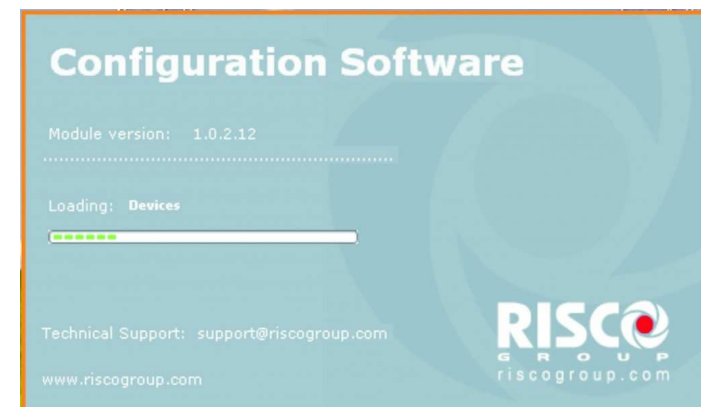 Configuration Software
Module version: 1.0.2.12
Loading: Devices
Technical Support: support@riscogroup.com
www.riscogroup.com
RISCO
GROUP
riscogroup.com